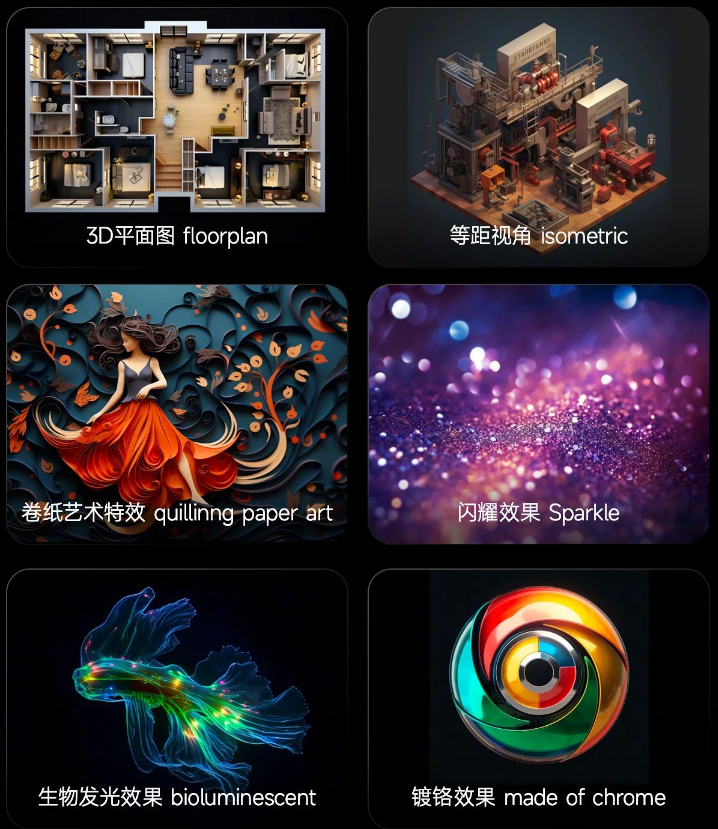 STARPANNE
3D平面图 floorplan
等距视角 isometric
卷纸艺术特效 quillinng paper art
闪耀效果 Sparkle
生物发光效果 bioluminescent
镀铬效果 made of chrome